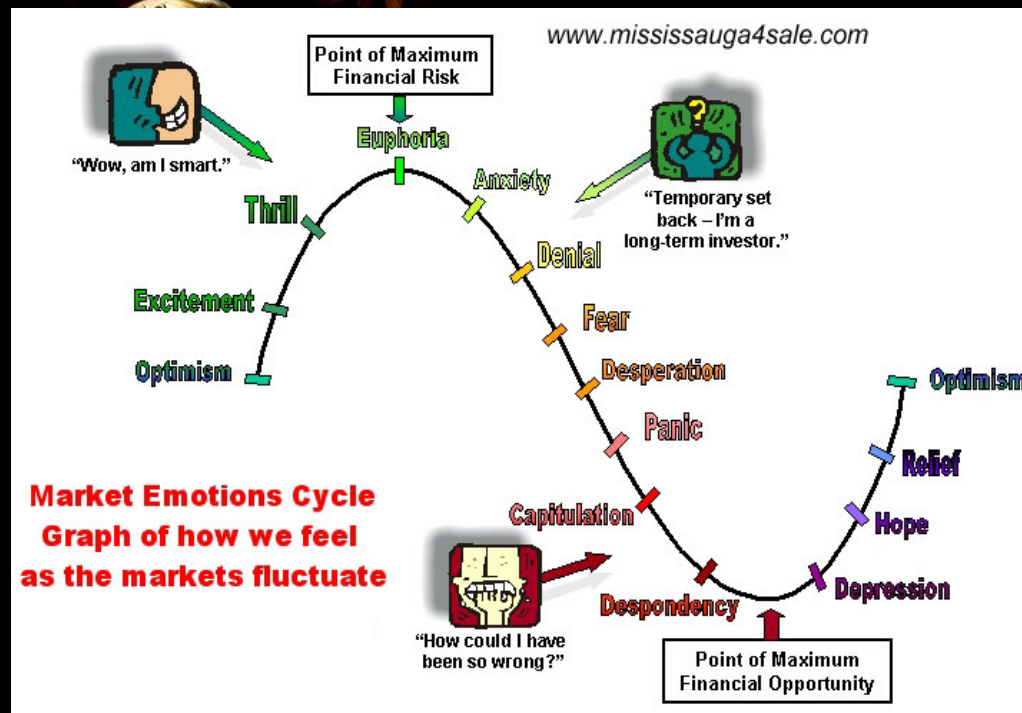 www.mississauga4sale.com
Point of Maximum
Financial Risk
“Wow, am I smart.”
Euphoria
Anxiety
“Temporary set
back – I’m a
long-term investor.”
Thrill
Denial
Excitement
Fear
Optimism
Desperation
Optimism
Panic
Relief
Market Emotions Cycle
Graph of how we feel
as the markets fluctuate
Capitulation
Hope
Despondency
Depression
“How could I have
been so wrong?”
Point of Maximum
Financial Opportunity